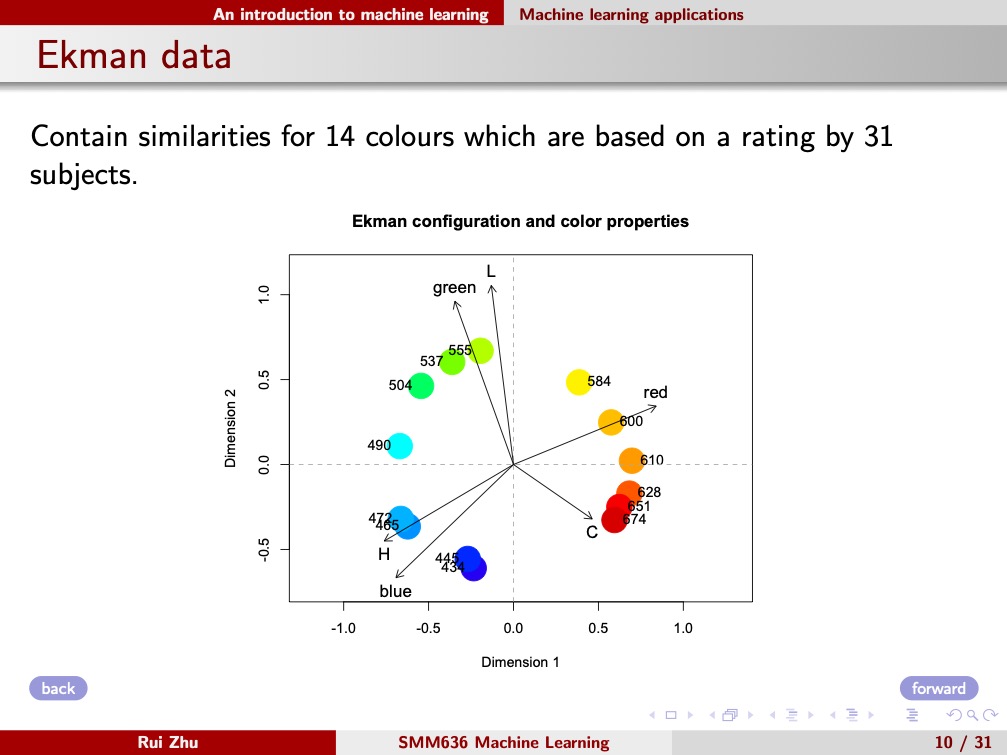 An introduction to machine learning Machine learning applications
Ekman data
Contain similarities for 14 colours which are based on a rating by 31
subjects.
Ekman configuration and color properties
L
green
1.0
555
537
504
584
0.5
red
600
490
Dimension 2
610
0.0
628
651
472
465
674
C
H
445
434
-0.5
blue
-1.0 -0.5 0.0 0.5 1.0
Dimension 1
back forward
Rui Zhu SMM636 Machine Learning 10 / 31